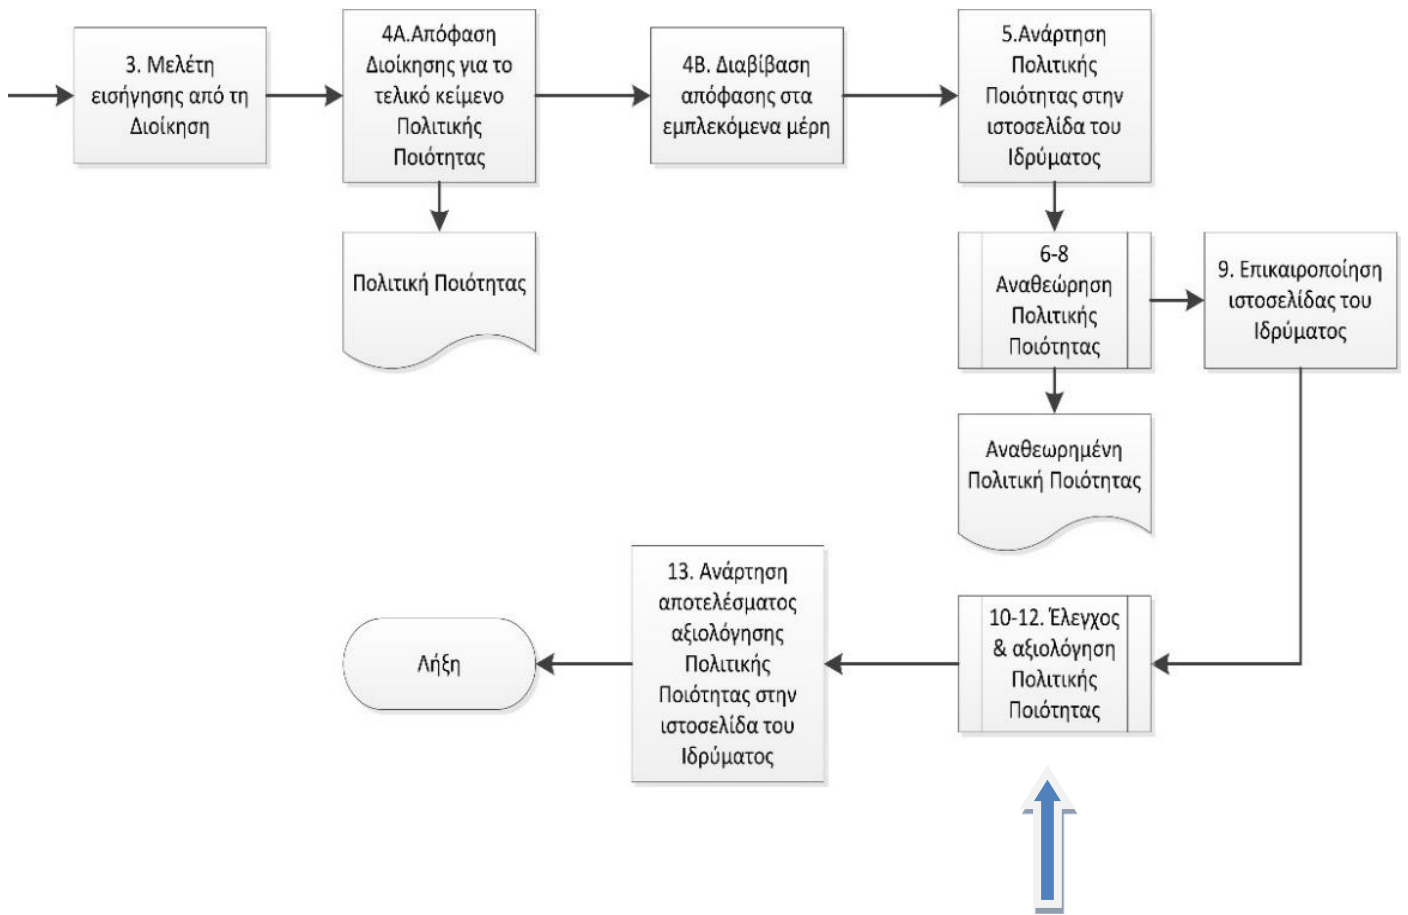 3. Μελέτη
εισήγησης από τη
Διοίκηση
4Α.Απόφαση
Διοίκησης για το
τελικό κείμενο
Πολιτικής
Ποιότητας
4Β. Διαβίβαση
απόφασης στα
εμπλεκόμενα μέρη
5.Ανάρτηση
Πολιτικής
Ποιότητας στην
ιστοσελίδα του
Ιδρύματος
Πολιτική Ποιότητας
6-8
Αναθεώρηση
Πολιτικής
Ποιότητας
9. Επικαιροποίηση
ιστοσελίδας του
Ιδρύματος
Αναθεωρημένη
Πολιτική Ποιότητας
10-12. Έλεγχος
& αξιολόγηση
Πολιτικής
Ποιότητας
13. Ανάρτηση
αποτελέσματος
αξιολόγησης
Πολιτικής
Ποιότητας στην
ιστοσελίδα του
Ιδρύματος
Λήξη